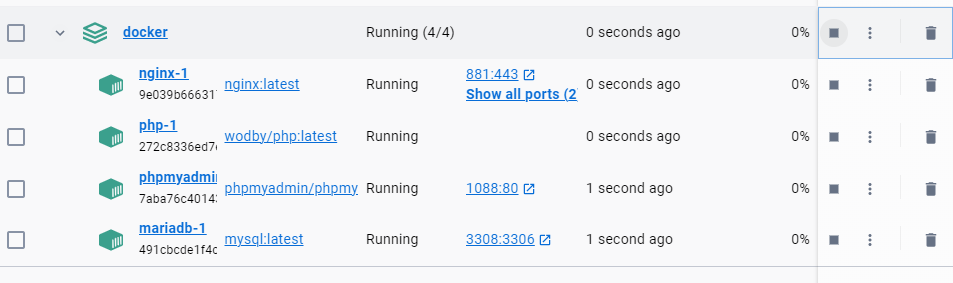 docker Running (4/4) 0 seconds ago 0%
nginx-1 nginx:latest Running 881:443 0 seconds ago 0%
9e039b66631 Show all ports (2
php-1 wodby/php:latest Running 0 seconds ago 0%
272c8336ed7
phpmyadmi phpmyadmin/phpmy Running 1088:80 1 second ago 0%
7aba76c4014
mariadb-1 mysql:latest Running 3308:3306 1 second ago 0%
491cbcde1f4c